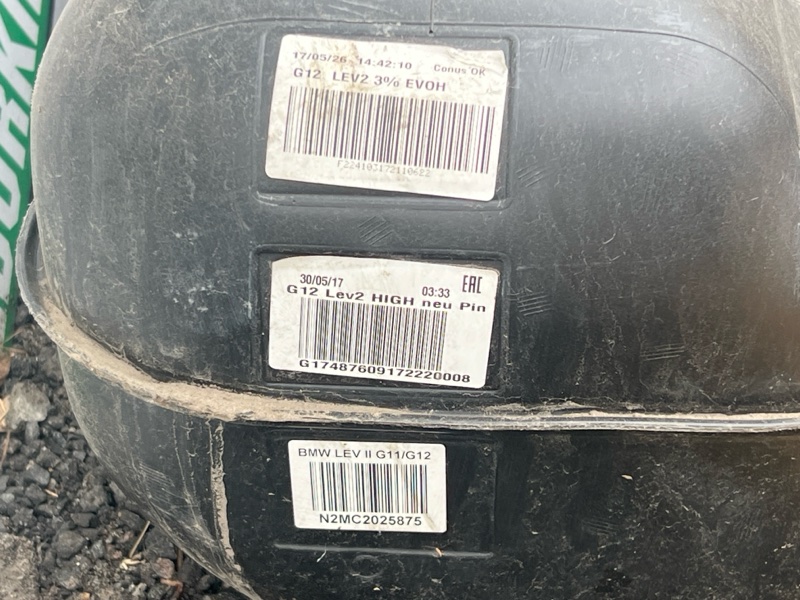 17/05/26 14:42:10 Conus OK
G12 LEV2 3% EVOH
F224103172110622
30/05/17 03:33 EAC
G12 Lev2 HIGH neu Pin
G17487609172220008
BMW LEV II G11/G12
N2MC2025875